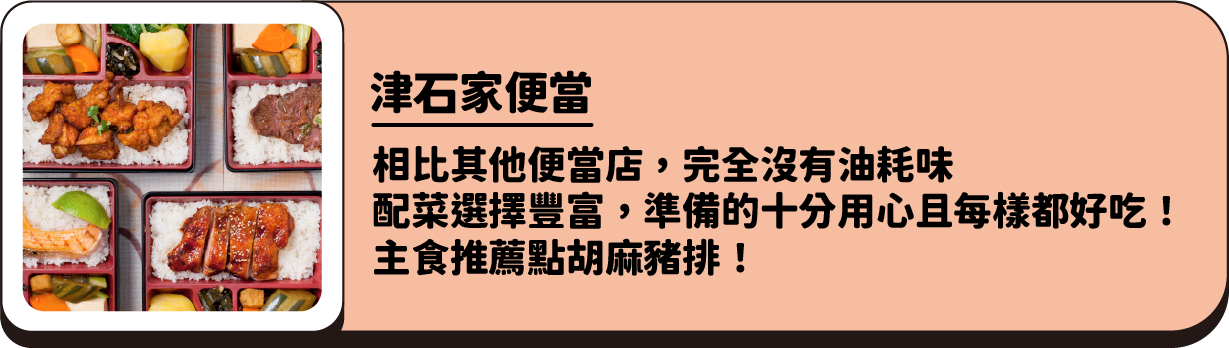 津石家便當
相比其他便當店，完全沒有油耗味
配菜選擇豐富，準備的十分用心且每樣都好吃！
主食推薦點胡麻豬排！